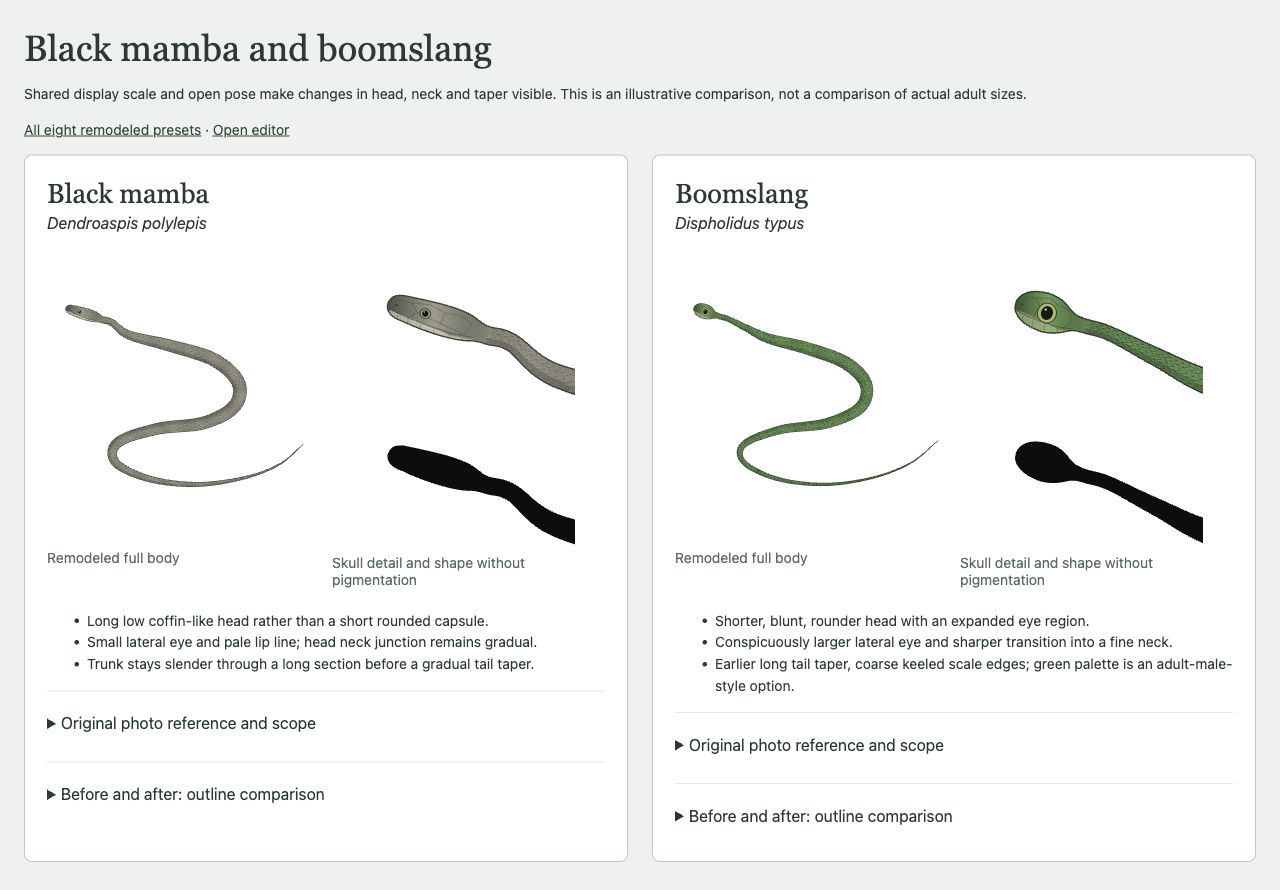 Black mamba and boomslang
Shared display scale and open pose make changes in head, neck and taper visible. This is an illustrative comparison, not a comparison of actual adult sizes.
All eight remodeled presets · Open editor
Black mamba
Dendroaspis polylepis
Remodeled full body
Skull detail and shape without
pigmentation
• Long low coffin-like head rather than a short rounded capsule.
• Small lateral eye and pale lip line; head neck junction remains gradual.
• Trunk stays slender through a long section before a gradual tail taper.
▶ Original photo reference and scope
▶ Before and after: outline comparison
Boomslang
Dispholidus typus
Remodeled full body
Skull detail and shape without
pigmentation
• Shorter, blunt, rounder head with an expanded eye region.
• Conspicuously larger lateral eye and sharper transition into a fine neck.
• Earlier long tail taper, coarse keeled scale edges; green palette is an adult-male-
style option.
▶ Original photo reference and scope
▶ Before and after: outline comparison